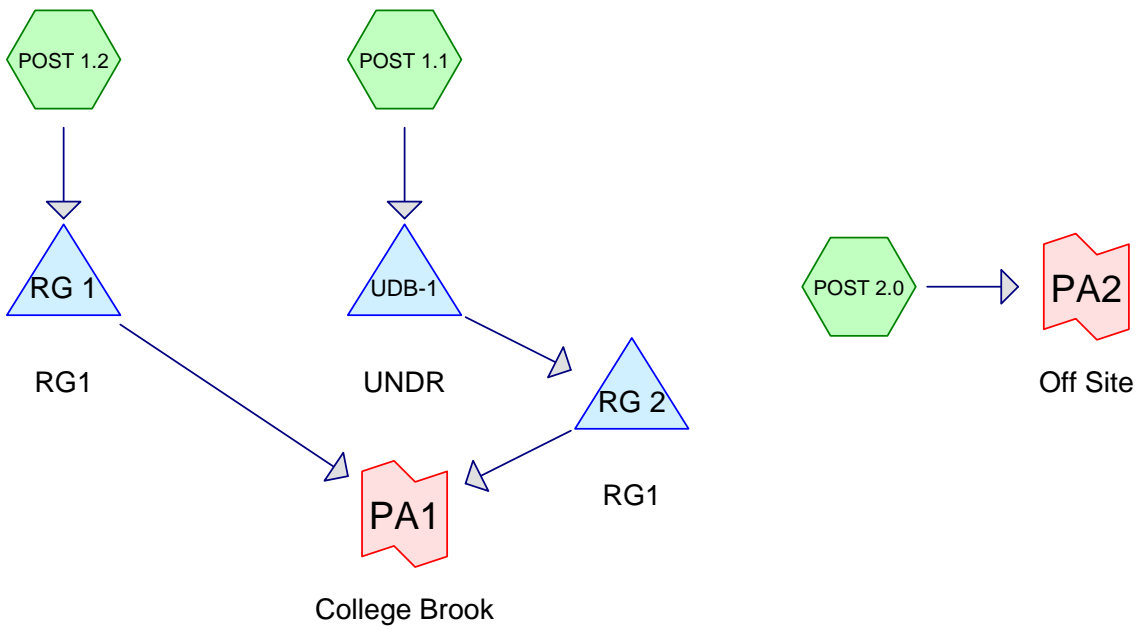 POST 1.2
POST 1.1
RG 1
UDB-1
POST 2.0
PA2
RG1
UNDR
Off Site
RG 2
RG1
PA1
College Brook